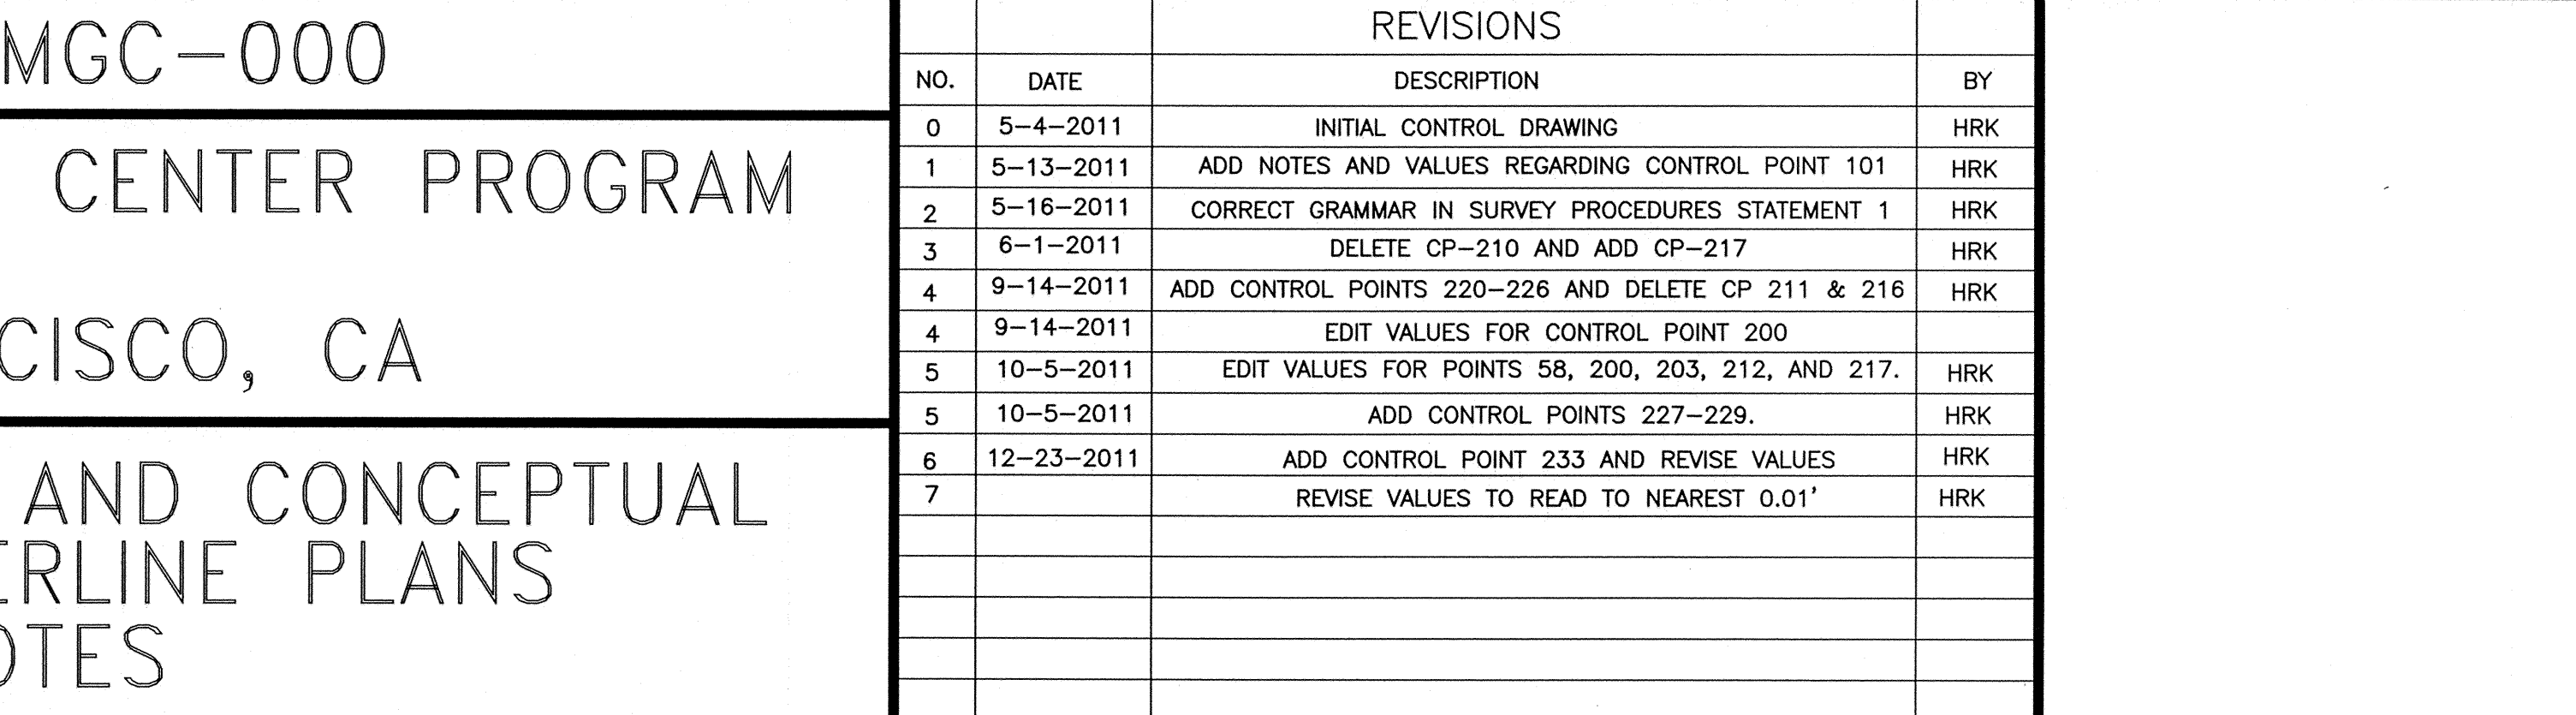 MGC-000
CENTER PROGRAM
CISCO, CA
AND CONCEPTUAL
ERLINE PLANS
OTES
REVISIONS
NO. DATE DESCRIPTION BY
0 5-4-2011 INITIAL CONTROL DRAWING HRK
1 5-13-2011 ADD NOTES AND VALUES REGARDING CONTROL POINT 101 HRK
2 5-16-2011 CORRECT GRAMMAR IN SURVEY PROCEDURES STATEMENT 1 HRK
3 6-1-2011 DELETE CP-210 AND ADD CP-217 HRK
4 9-14-2011 ADD CONTROL POINTS 220-226 AND DELETE CP 211 & 216 HRK
4 9-14-2011 EDIT VALUES FOR CONTROL POINT 200
5 10-5-2011 EDIT VALUES FOR POINTS 58, 200, 203, 212, AND 217. HRK
5 10-5-2011 ADD CONTROL POINTS 227-229. HRK
6 12-23-2011 ADD CONTROL POINT 233 AND REVISE VALUES HRK
7 REVISE VALUES TO READ TO NEAREST 0.01' HRK